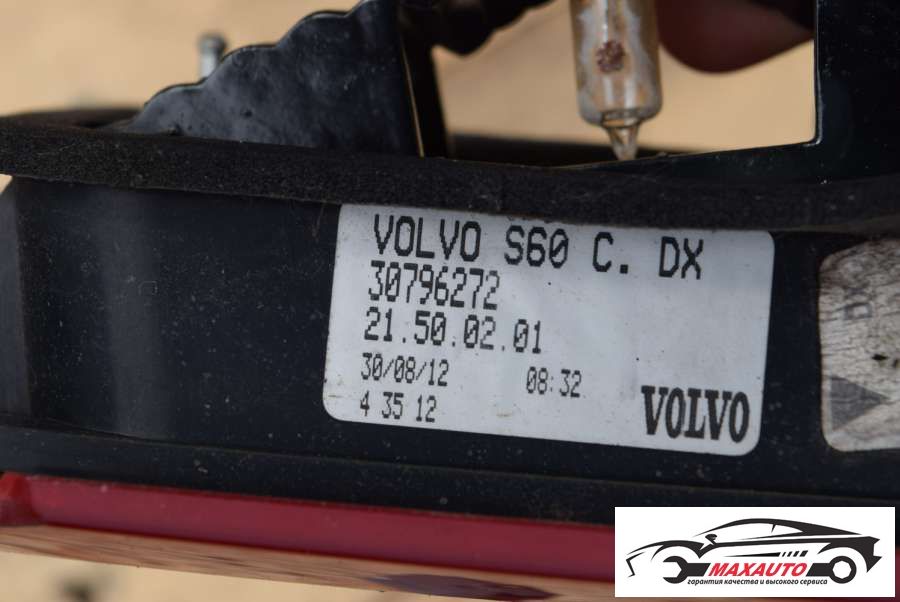 VOLVO S60 C. DX
30796272
21.50.02.01
30/08/12 08:32
4 35 12
VOLVO
MAXAUTO
гарантия качества и высокого сервиса